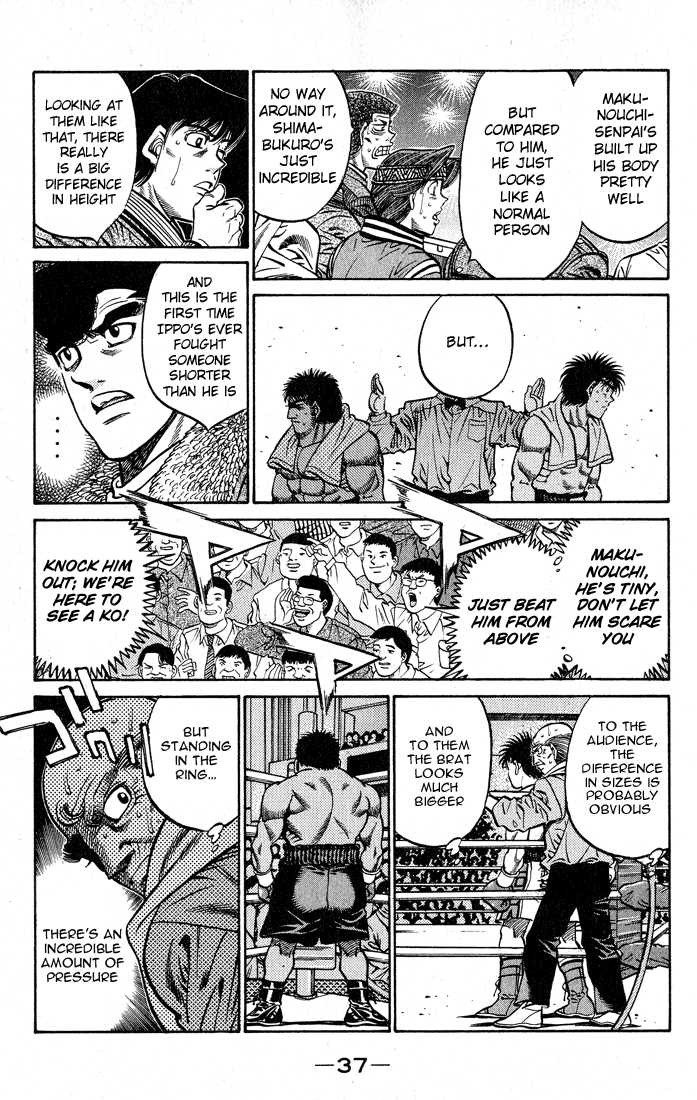 MAKU-
NOUCHI-
SENPAI'S
BUILT UP
HIS BODY
PRETTY
WELL
BUT
COMPARED
TO HIM,
HE JUST
LOOKS
LIKE A
NORMAL
PERSON
NO WAY
AROUND IT,
SHIMA-
BUKURO'S
JUST
INCREDIBLE
LOOKING AT
THEM LIKE
THAT, THERE
REALLY
IS A BIG
DIFFERENCE
IN HEIGHT
BUT...
AND
THIS IS THE
FIRST TIME
IPPO'S EVER
FOUGHT
SOMEONE
SHORTER
THAN HE IS
...
MAKU-
NOUCHI,
HE'S TINY,
DON'T LET
HIM SCARE
YOU
JUST BEAT
HIM FROM
ABOVE
KNOCK HIM
OUT; WE'RE
HERE TO
SEE A KO!
TO THE
AUDIENCE,
THE
DIFFERENCE
IN SIZES IS
PROBABLY
OBVIOUS
AND
TO THEM
THE BRAT
LOOKS
MUCH
BIGGER
BUT
STANDING
IN THE
RING...
ゴクッ
THERE'S AN
INCREDIBLE
AMOUNT OF
PRESSURE
—37—